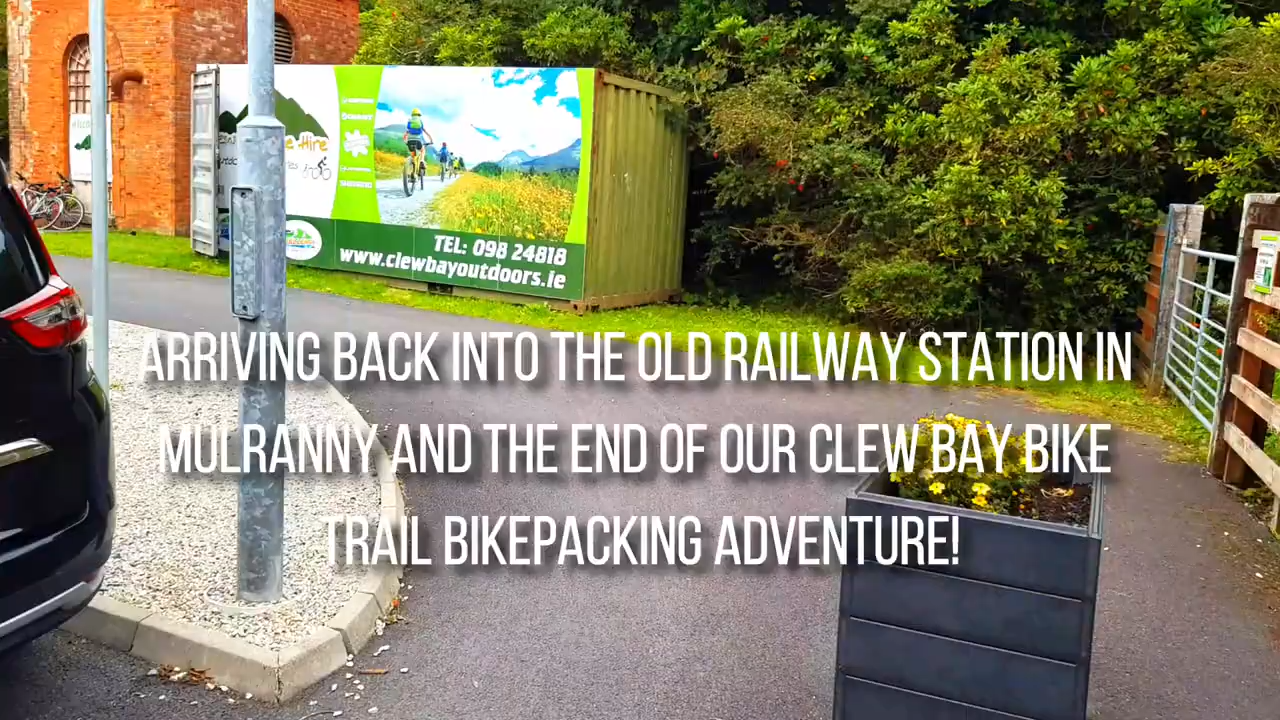 e Hire
TEL: 098 24818
www.clewbayoutdoors.ie
ARRIVING BACK INTO THE OLD RAILWAY STATION IN
MULRANNY AND THE END OF OUR CLEW BAY BIKE
TRAIL BIKEPACKING ADVENTURE!